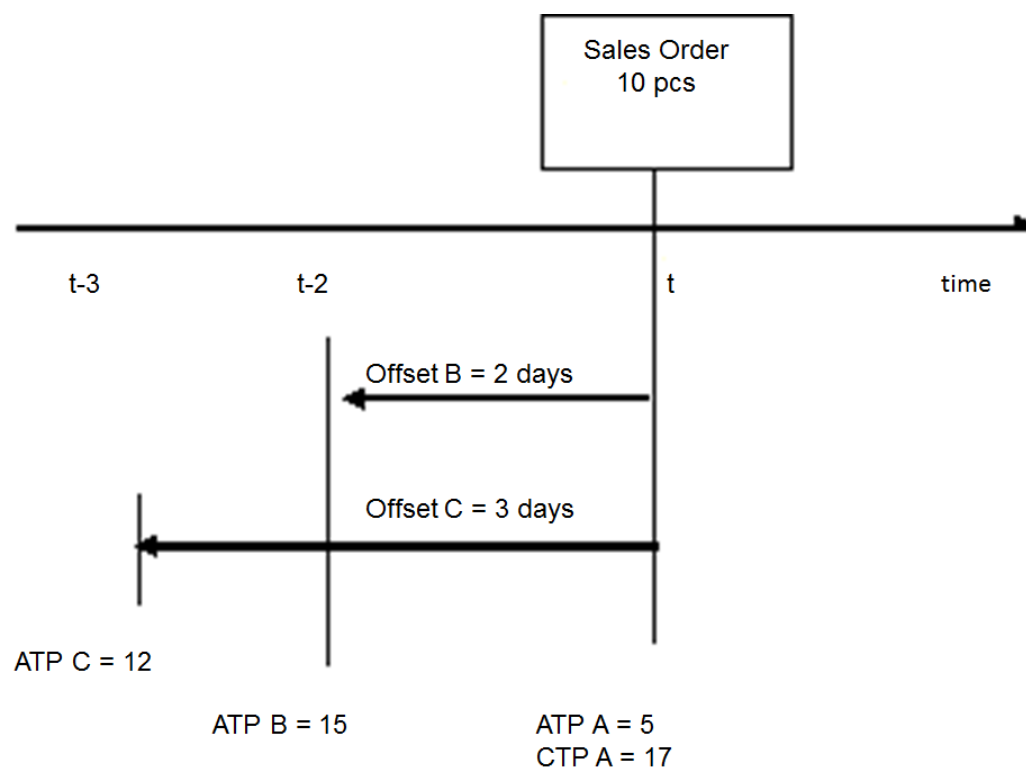 Sales Order
10 pcs
t-3
t-2
t
time
Offset B = 2 days
Offset C = 3 days
ATP C = 12
ATP B = 15
ATP A = 5
CTP A = 17